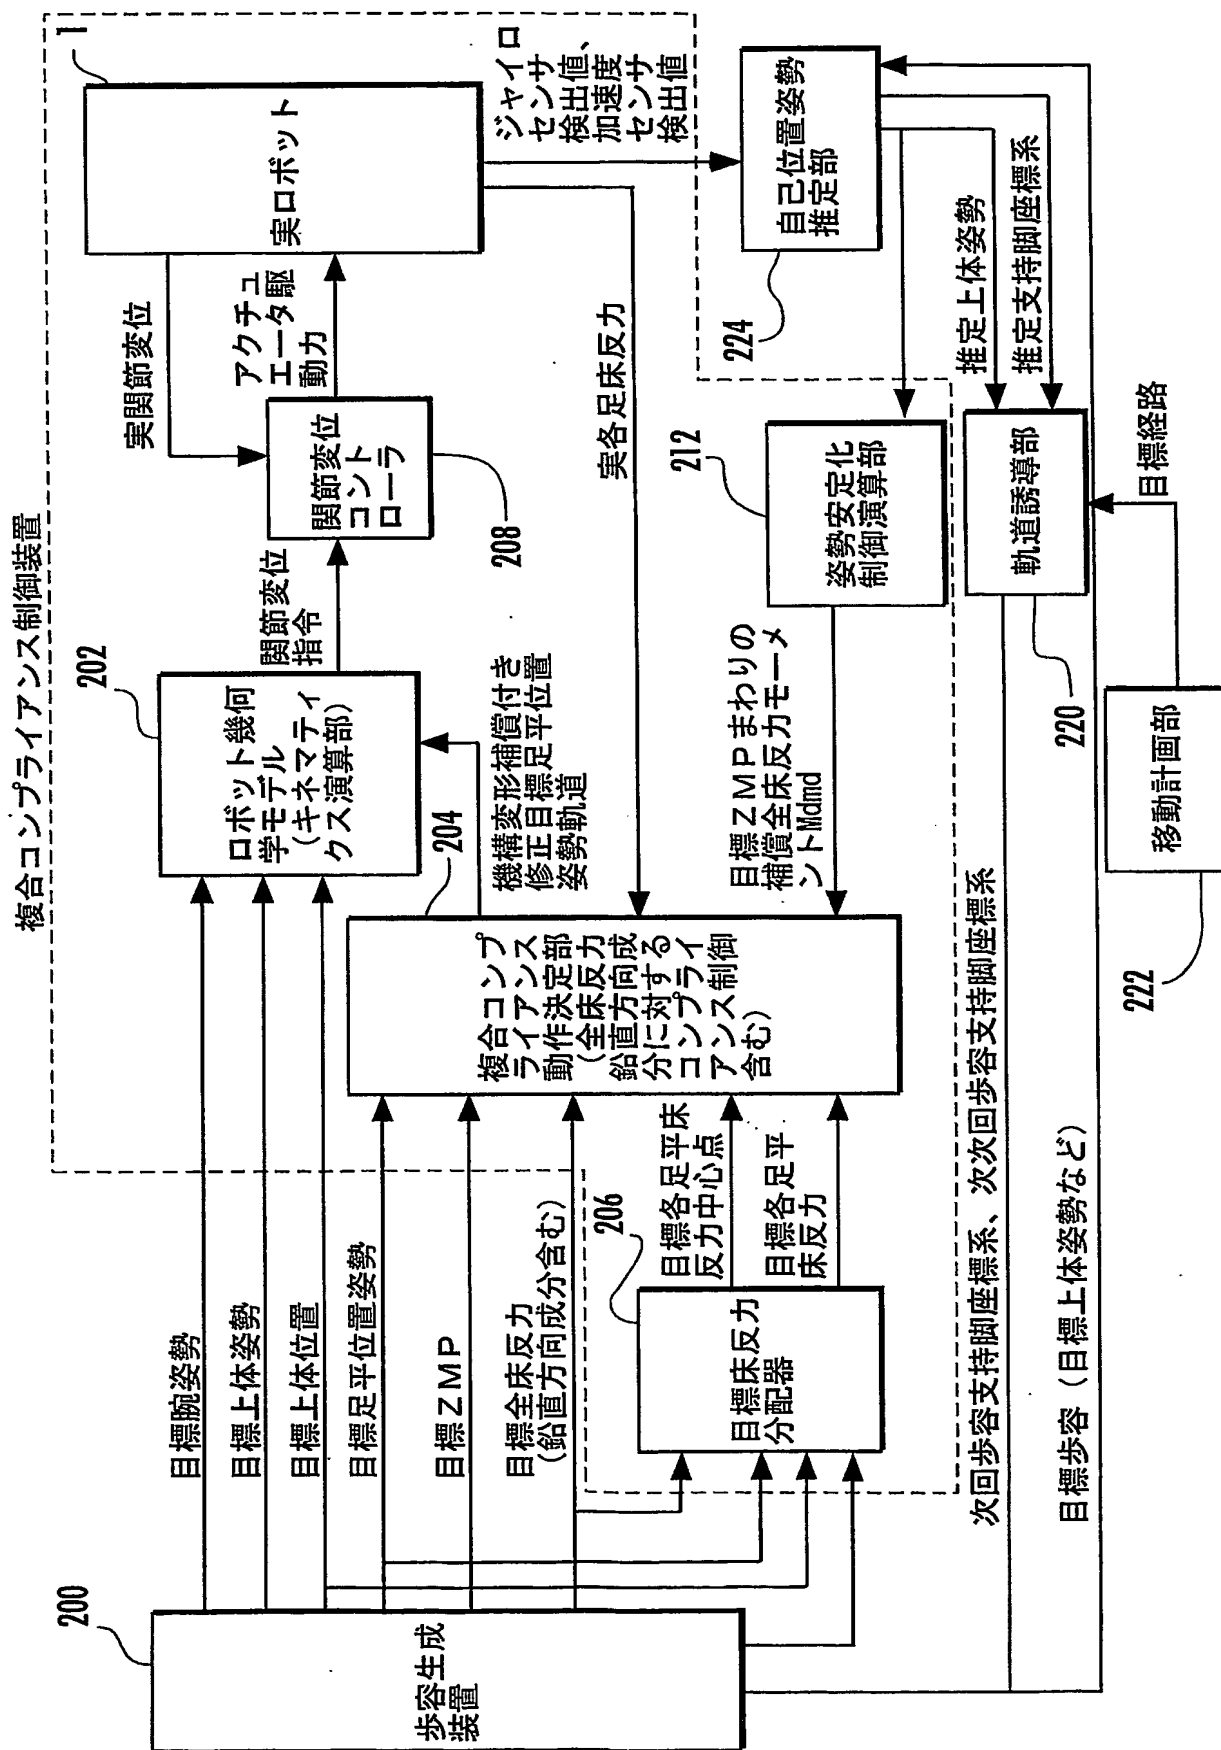 複合コンプライアンス制御装置
200
歩容生成
装置
目標腕姿勢
目標上体姿勢
目標上体位置
目標足平位置姿勢
目標ZMP
目標全床反力
(鉛直方向成分含む)
202
ロボット幾何
学モデル
(キネマティ
クス演算部)
関節変位
指令
関節変位
コント
ローラ
208
実関節変位
アクチュ
エータ駆
動力
実ロボット
1
ジャイロ
センサ
検出値、
加速度
センサ
検出値
204
機構変形補償付き
修正目標足平位置
姿勢軌道
複合コンプ
ライアンス
動作決定部
(全床反力
鉛直方向成
分に対する
コンプライ
アンス制御
含む)
実各足床反力
206
目標床反力
分配器
目標各足平床
反力中心点
目標各足平
床反力
目標ZMPまわりの
補償全床反力モーメ
ントMdmd
212
姿勢安定化
制御演算部
224
自己位置姿勢
推定部
推定上体姿勢
推定支持脚座標系
軌道誘導部
220
目標経路
移動計画部
222
次回歩容支持脚座標系、次次回歩容支持脚座標系
目標歩容(目標上体姿勢など)